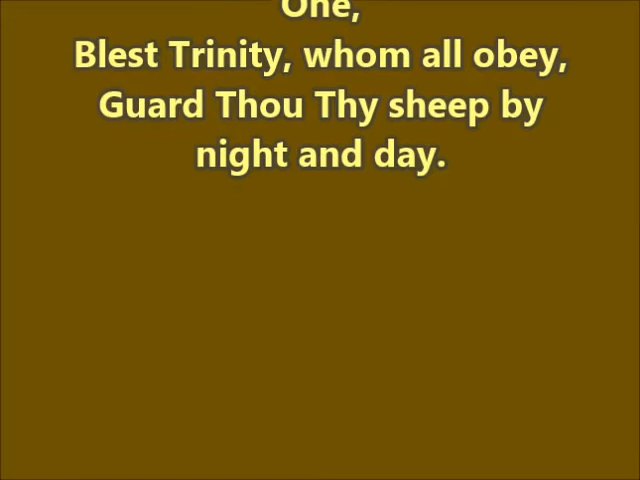 One,
Blest Trinity, whom all obey,
Guard Thou Thy sheep by
night and day.